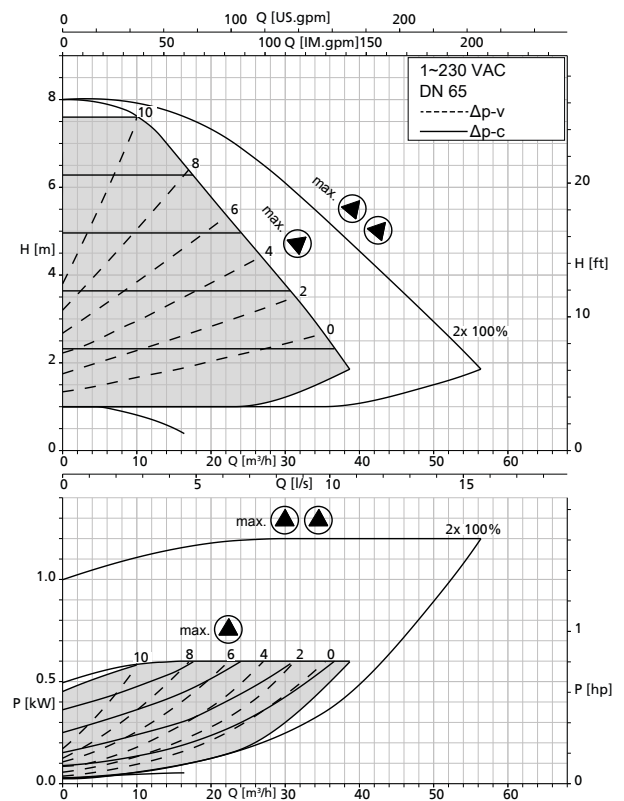 0 100 Q [US.gpm] 200
0 50 100 Q [IM.gpm] 150 200
1~230 VAC
DN 65
Δp-v
Δp-c
8
10
max.
8
6
20
6
max.
H [m]
4
H [ft]
4
2
10
0
2x 100%
2
0
0
0 10 20 Q [m³/h] 30 40 50 60
0 5 Q [l/s] 10 15
max.
2x 100%
1.0
max.
1
10 8 6 4 2 0
0.5
P [kW]
P [hp]
0.0
0
0 10 20 Q [m³/h] 30 40 50 60